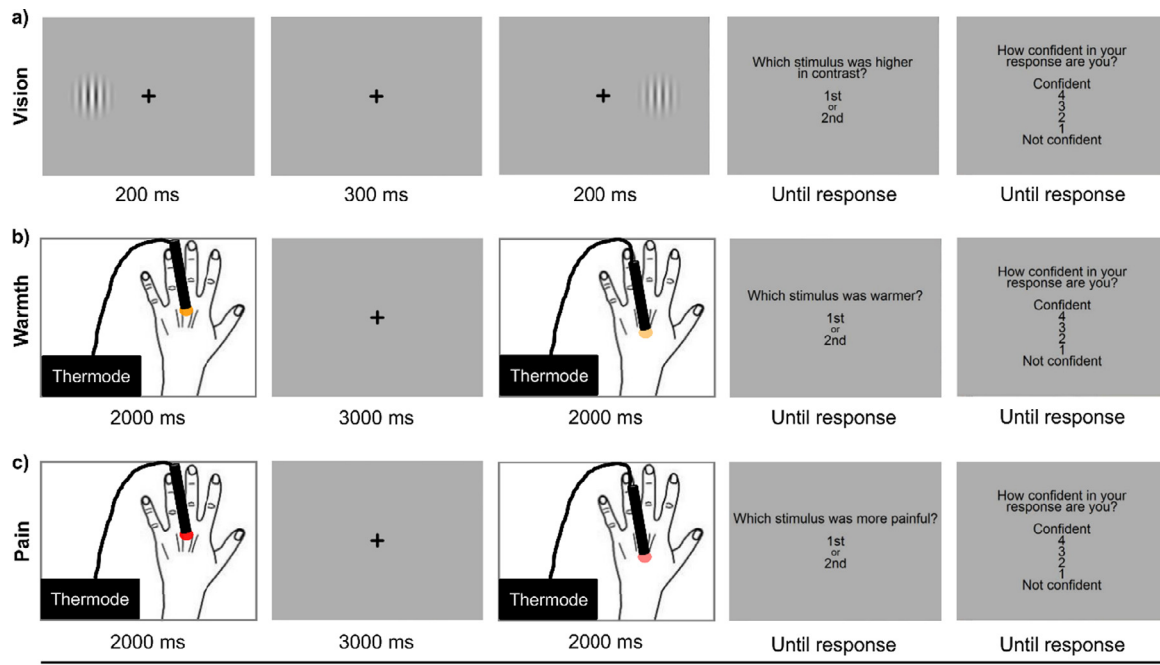 a)
Vision
200 ms
300 ms
200 ms
Which stimulus was higher
in contrast?
1st
or
2nd
Until response
How confident in your
response are you?
Confident
4
3
2
1
Not confident
Until response
b)
Warmth
Thermode
2000 ms
3000 ms
2000 ms
Which stimulus was warmer?
1st
or
2nd
Until response
How confident in your
response are you?
Confident
4
3
2
1
Not confident
Until response
c)
Pain
Thermode
2000 ms
3000 ms
2000 ms
Which stimulus was more painful?
1st
or
2nd
Until response
How confident in your
response are you?
Confident
4
3
2
1
Not confident
Until response